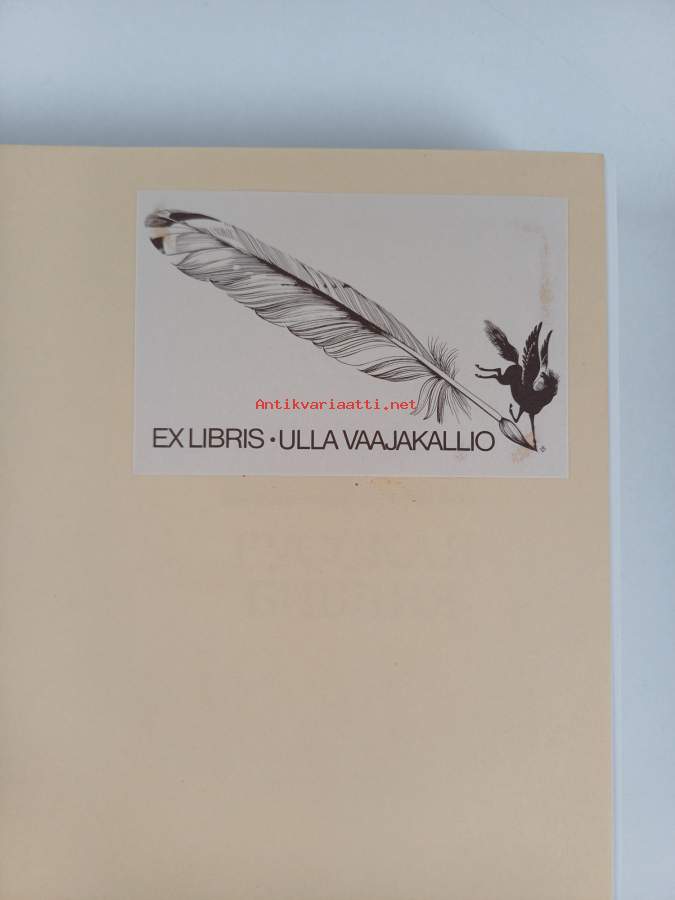 Antikvariaatti.net
EX LIBRIS • ULLA VAAJAKALLIO